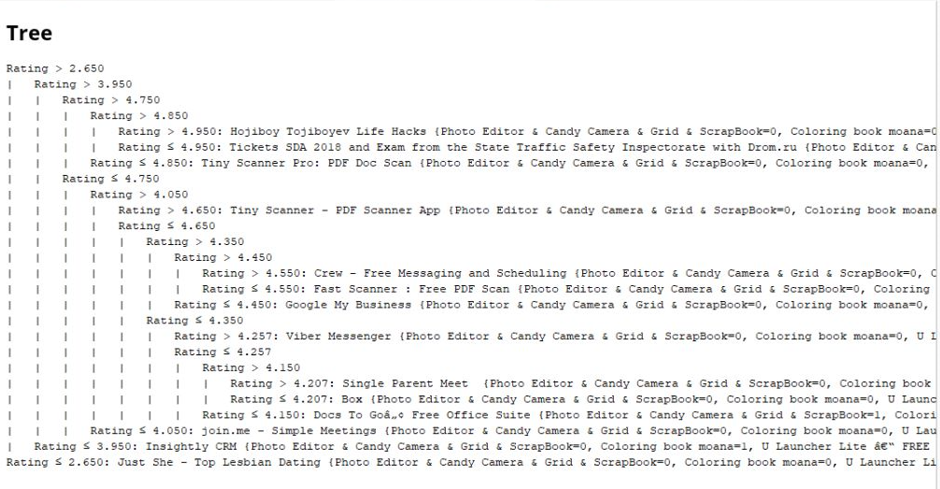 Tree
Rating > 2.650
| Rating > 3.950
| | Rating > 4.750
| | | Rating > 4.850
| | | | Rating > 4.950: Hojiboy Tojiboyev Life Hacks {Photo Editor & Candy Camera & Grid & ScrapBook=0, Coloring book moana=0
| | | | Rating ≤ 4.950: Tickets SDA 2018 and Exam from the State Traffic Safety Inspectorate with Drom.ru {Photo Editor & Can
| | | Rating ≤ 4.850: Tiny Scanner Pro: PDF Doc Scan {Photo Editor & Candy Camera & Grid & ScrapBook=0, Coloring book moana=0,
| | Rating ≤ 4.750
| | | Rating > 4.050
| | | | Rating > 4.650: Tiny Scanner - PDF Scanner App {Photo Editor & Candy Camera & Grid & ScrapBook=0, Coloring book moana
| | | | Rating ≤ 4.650
| | | | | Rating > 4.350
| | | | | | Rating > 4.450
| | | | | | | Rating > 4.550: Crew - Free Messaging and Scheduling {Photo Editor & Candy Camera & Grid & ScrapBook=0, C
| | | | | | | Rating ≤ 4.550: Fast Scanner : Free PDF Scan {Photo Editor & Candy Camera & Grid & ScrapBook=0, Coloring
| | | | | | Rating ≤ 4.450: Google My Business {Photo Editor & Candy Camera & Grid & ScrapBook=0, Coloring book moana=0,
| | | | | Rating ≤ 4.350
| | | | | | Rating > 4.257: Viber Messenger {Photo Editor & Candy Camera & Grid & ScrapBook=0, Coloring book moana=0, U L
| | | | | | Rating ≤ 4.257
| | | | | | | Rating > 4.150
| | | | | | | | Rating > 4.207: Single Parent Meet {Photo Editor & Candy Camera & Grid & ScrapBook=0, Coloring book
| | | | | | | | Rating ≤ 4.207: Box {Photo Editor & Candy Camera & Grid & ScrapBook=0, Coloring book moana=0, U Launc
| | | | | | | Rating ≤ 4.150: Docs To Goâ„¢ Free Office Suite {Photo Editor & Candy Camera & Grid & ScrapBook=1, Colori
| | | Rating ≤ 4.050: join.me - Simple Meetings {Photo Editor & Candy Camera & Grid & ScrapBook=0, Coloring book moana=0, U Lau
| Rating ≤ 3.950: Insightly CRM {Photo Editor & Candy Camera & Grid & ScrapBook=0, Coloring book moana=1, U Launcher Lite â€“ FREE
Rating ≤ 2.650: Just She - Top Lesbian Dating {Photo Editor & Candy Camera & Grid & ScrapBook=0, Coloring book moana=0, U Launcher Li